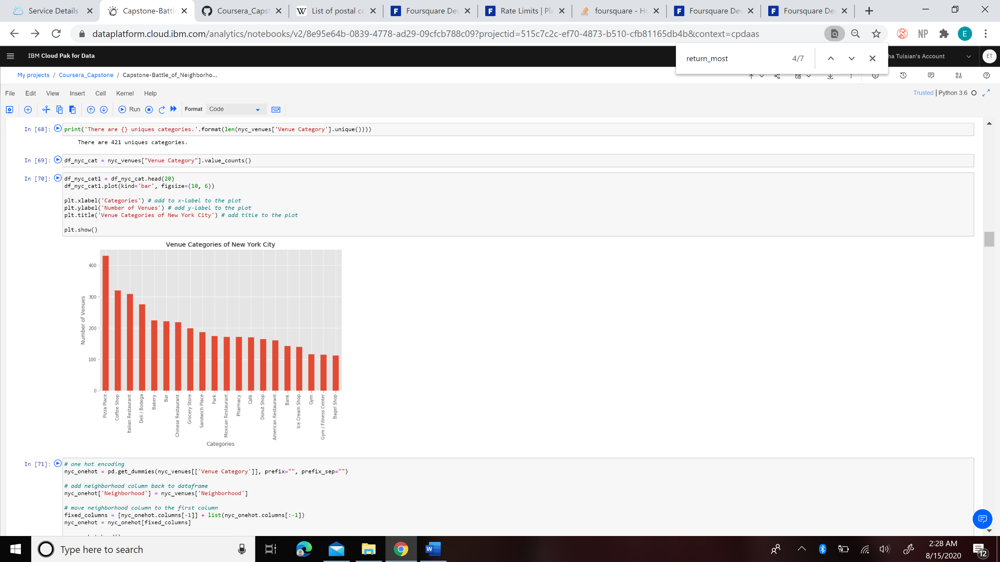 Service Details
Capstone-Battle
Coursera_Capst
List of postal co
Foursquare Dev
Rate Limits | Pla
foursquare - Ho
Foursquare Dev
Foursquare Dev
dataplatform.cloud.ibm.com/analytics/notebooks/v2/8e95e64b-0839-4778-ad29-09cfcb788c09?projectid=515c7c2c-ef70-4873-b510-cfb81165db4b&context=cpdaas
NP
E
IBM Cloud Pak for Data
return_most
4/7
ha Tulsian's Account
ET
My projects / Coursera_Capstone / Capstone-Battle_of_Neighborho...
File Edit View Insert Cell Kernel Help
Trusted | Python 3.6
Run
Format
Code
In [68]: print('There are {} uniques categories.'.format(len(nyc_venues['Venue Category'].unique())))
There are 421 uniques categories.
In [69]: df_nyc_cat = nyc_venues["Venue Category"].value_counts()
In [70]: df_nyc_cat1 = df_nyc_cat.head(20)
df_nyc_cat1.plot(kind='bar', figsize=(10, 6))
plt.xlabel('Categories') # add to x-label to the plot
plt.ylabel('Number of Venues') # add y-label to the plot
plt.title('Venue Categories of New York City') # add title to the plot
plt.show()
Venue Categories of New York City
Number of Venues
400
300
200
100
0
Pizza Place
Coffee Shop
Italian Restaurant
Deli / Bodega
Bakery
Bar
Chinese Restaurant
Grocery Store
Sandwich Place
Park
Mexican Restaurant
Pharmacy
Café
Donut Shop
American Restaurant
Bank
Ice Cream Shop
Gym
Gym / Fitness Center
Bagel Shop
Categories
In [71]: # one hot encoding
nyc_onehot = pd.get_dummies(nyc_venues[['Venue Category']], prefix="", prefix_sep="")
# add neighborhood column back to dataframe
nyc_onehot['Neighborhood'] = nyc_venues['Neighborhood']
# move neighborhood column to the first column
fixed_columns = [nyc_onehot.columns[-1]] + list(nyc_onehot.columns[:-1])
nyc_onehot = nyc_onehot[fixed_columns]
Type here to search
2:28 AM
8/15/2020
12